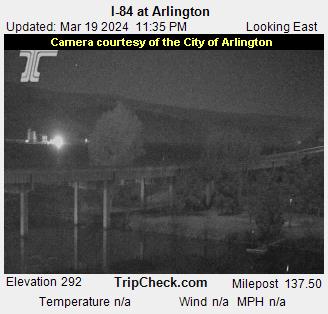 I-84 at Arlington
Updated: Mar 19 2024 11:35 PM Looking East
Camera courtesy of the City of Arlington
Elevation 292 TripCheck.com Milepost 137.50
Temperature n/a Wind n/a MPH n/a